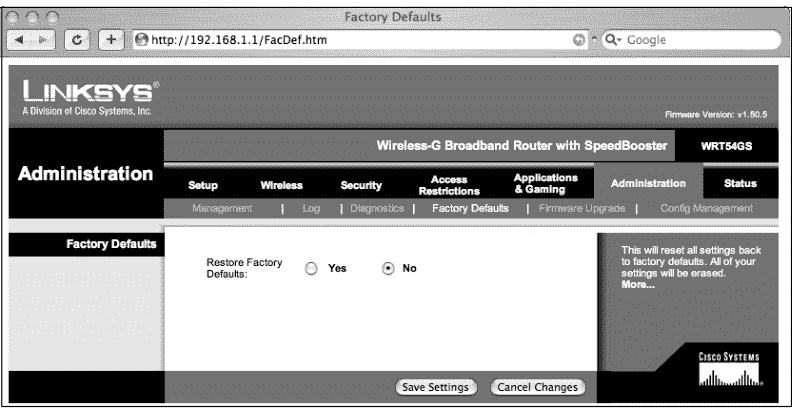 Factory Defaults
http://192.168.1.1/FacDef.htm
Google
LINKSYS®
A Division of Cisco Systems, Inc.
Firmware Version: v1.50.5
Wireless-G Broadband Router with SpeedBooster WRT54GS
Administration
Setup Wireless Security Access Restrictions Applications & Gaming Administration Status
Management | Log | Diagnostics | Factory Defaults | Firmware Upgrade | Config Management
Factory Defaults
Restore Factory
Defaults:
Yes No
This will reset all settings back
to factory defaults. All of your
settings will be erased.
More...
CISCO SYSTEMS
Save Settings Cancel Changes